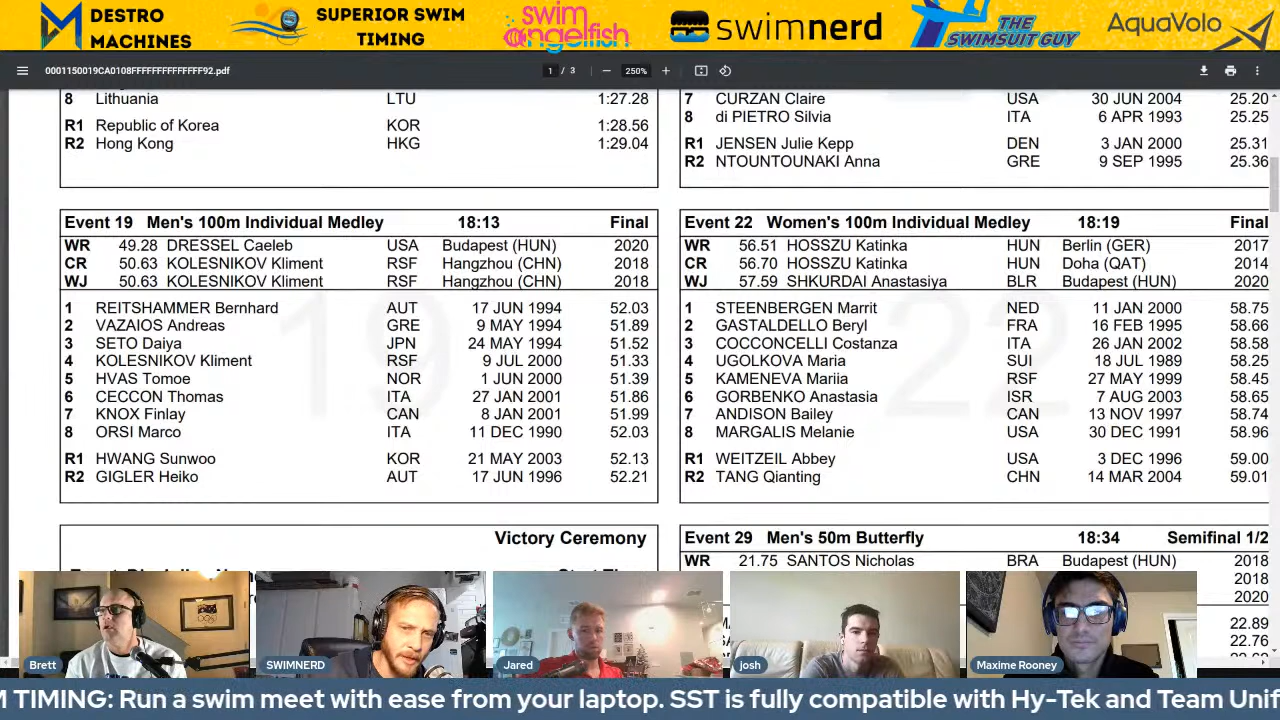 DESTRO
MACHINES
SUPERIOR SWIM
TIMING
swim
angelfish
swimnerd
THE
SWIMSUIT GUY
AquaVolo
0001150019CA0108FFFFFFFFFFFFFF92.pdf
1 / 3
250%
8 Lithuania LTU 1:27.28
R1 Republic of Korea KOR 1:28.56
R2 Hong Kong HKG 1:29.04
7 CURZAN Claire USA 30 JUN 2004 25.20
8 di PIETRO Silvia ITA 6 APR 1993 25.25
R1 JENSEN Julie Kepp DEN 3 JAN 2000 25.31
R2 NTOUNTOUNAKI Anna GRE 9 SEP 1995 25.36
Event 19 Men's 100m Individual Medley 18:13 Final
WR 49.28 DRESSEL Caeleb USA Budapest (HUN) 2020
CR 50.63 KOLESNIKOV Kliment RSF Hangzhou (CHN) 2018
WJ 50.63 KOLESNIKOV Kliment RSF Hangzhou (CHN) 2018
1 REITSHAMMER Bernhard AUT 17 JUN 1994 52.03
2 VAZAIOS Andreas GRE 9 MAY 1994 51.89
3 SETO Daiya JPN 24 MAY 1994 51.52
4 KOLESNIKOV Kliment RSF 9 JUL 2000 51.33
5 HVAS Tomoe NOR 1 JUN 2000 51.39
6 CECCON Thomas ITA 27 JAN 2001 51.86
7 KNOX Finlay CAN 8 JAN 2001 51.99
8 ORSI Marco ITA 11 DEC 1990 52.03
R1 HWANG Sunwoo KOR 21 MAY 2003 52.13
R2 GIGLER Heiko AUT 17 JUN 1996 52.21
19
Event 22 Women's 100m Individual Medley 18:19 Final
WR 56.51 HOSSZU Katinka HUN Berlin (GER) 2017
CR 56.70 HOSSZU Katinka HUN Doha (QAT) 2014
WJ 57.59 SHKURDAI Anastasiya BLR Budapest (HUN) 2020
1 STEENBERGEN Marrit NED 11 JAN 2000 58.75
2 GASTALDELLO Beryl FRA 16 FEB 1995 58.66
3 COCCONCELLI Costanza ITA 26 JAN 2002 58.58
4 UGOLKOVA Maria SUI 18 JUL 1989 58.25
5 KAMENEVA Mariia RSF 27 MAY 1999 58.45
6 GORBENKO Anastasia ISR 7 AUG 2003 58.65
7 ANDISON Bailey CAN 13 NOV 1997 58.74
8 MARGALIS Melanie USA 30 DEC 1991 58.96
R1 WEITZEIL Abbey USA 3 DEC 1996 59.00
R2 TANG Qianting CHN 14 MAR 2004 59.01
22
Victory Ceremony
Event 29 Men's 50m Butterfly 18:34 Semifinal 1/2
WR 21.75 SANTOS Nicholas BRA Budapest (HUN) 2018
2018
2020
22.89
22.76
Brett
SWIMNERD
Jared
josh
Maxime Rooney
M TIMING: Run a swim meet with ease from your laptop. SST is fully compatible with Hy-Tek and Team Unif